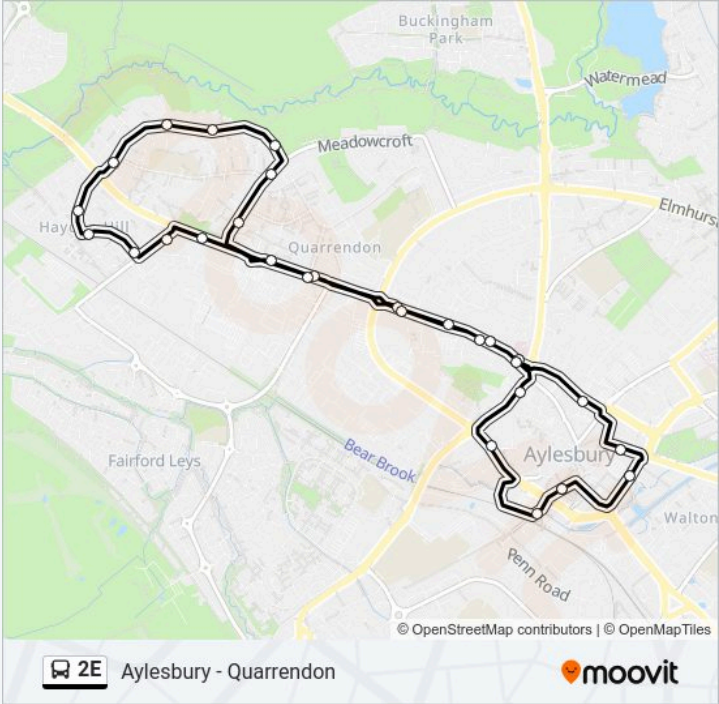 Buckingham
Park
Watermead
Meadowcroft
Elmhurs
Quarrendon
Fairford Leys
Bear Brook
Aylesbury
Walton
Penn Road
© OpenStreetMap contributors | © OpenMapTiles
2E
Aylesbury - Quarrendon
moovit